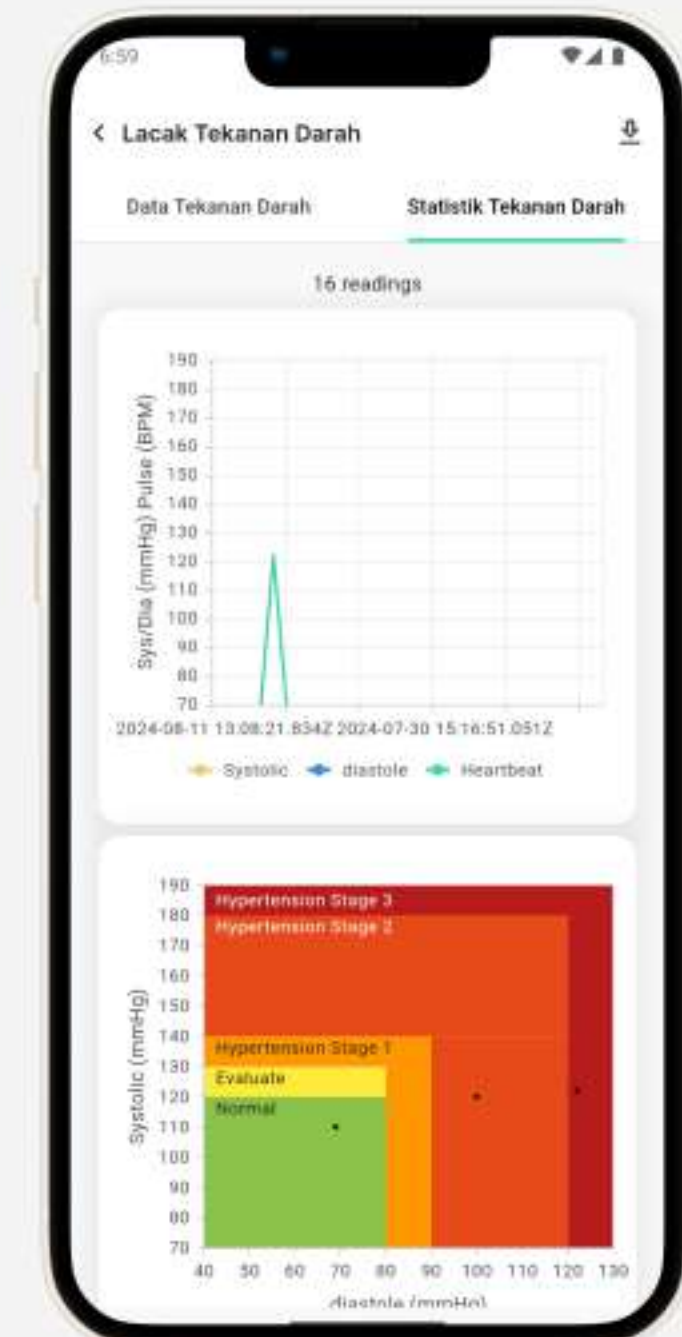 6:59
Lacak Tekanan Darah
Data Tekanan Darah Statistik Tekanan Darah
16 readings
Sys/Dia (mmHg) Pulse (BPM)
190
180
170
160
150
140
130
120
110
100
90
80
70
2024-08-11 13:08:21.834Z 2024-07-30 15:16:51.051Z
Systolic diastole Heartbeat
Systolic (mmHg)
190
180
170
160
150
140
130
120
110
100
90
80
70
Hypertension Stage 3
Hypertension Stage 2
Hypertension Stage 1
Evaluate
Normal
40 50 60 70 80 90 100 110 120 130
diastole (mmHg)